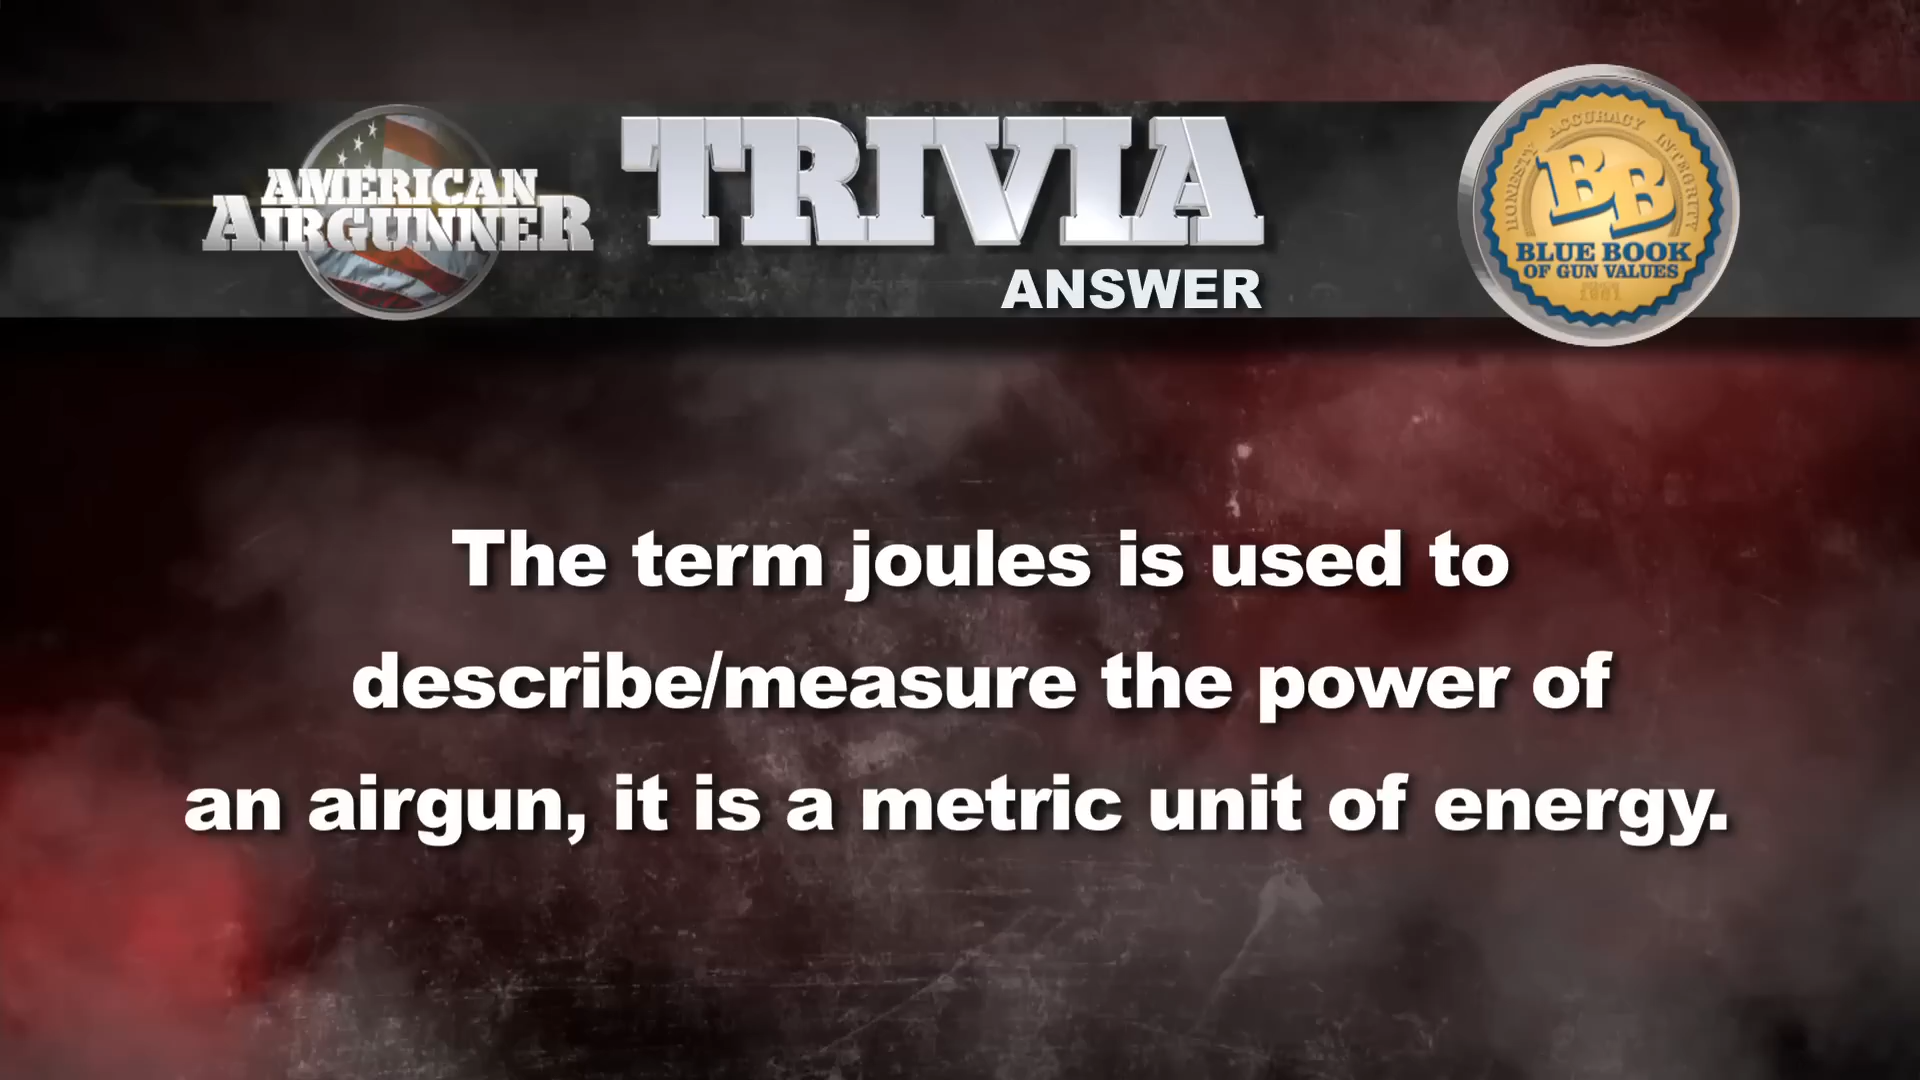 AMERICAN
AIRGUNNER
TRIVIA
ANSWER
HONESTY ACCURACY INTEGRITY
BB
BLUE BOOK
OF GUN VALUES
The term joules is used to
describe/measure the power of
an airgun, it is a metric unit of energy.